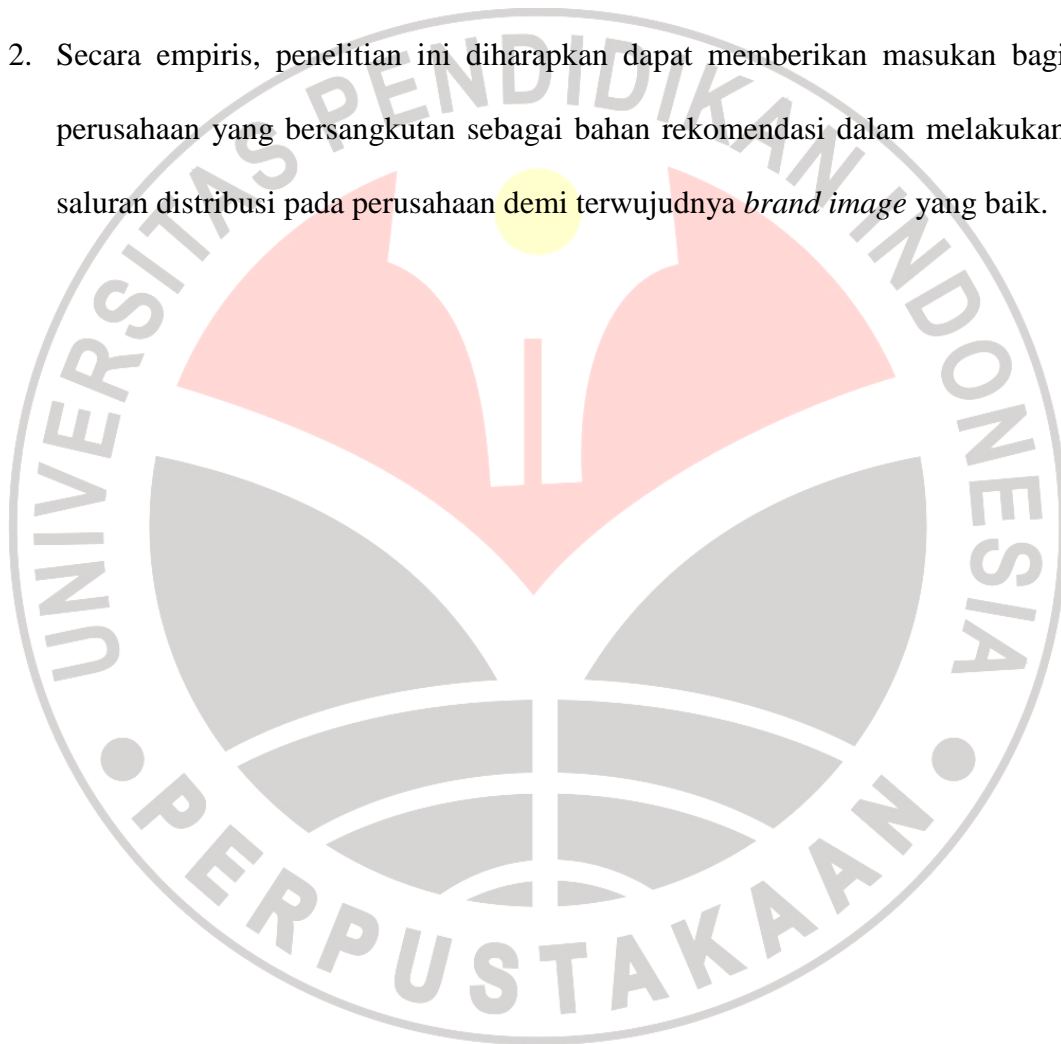 2. Secara empiris, penelitian ini diharapkan dapat memberikan masukan bagi
perusahaan yang bersangkutan sebagai bahan rekomendasi dalam melakukan
saluran distribusi pada perusahaan demi terwujudnya brand image yang baik.
UNIVERSITAS PENDIDIKAN INDONESIA
PERPUSTAKAAN